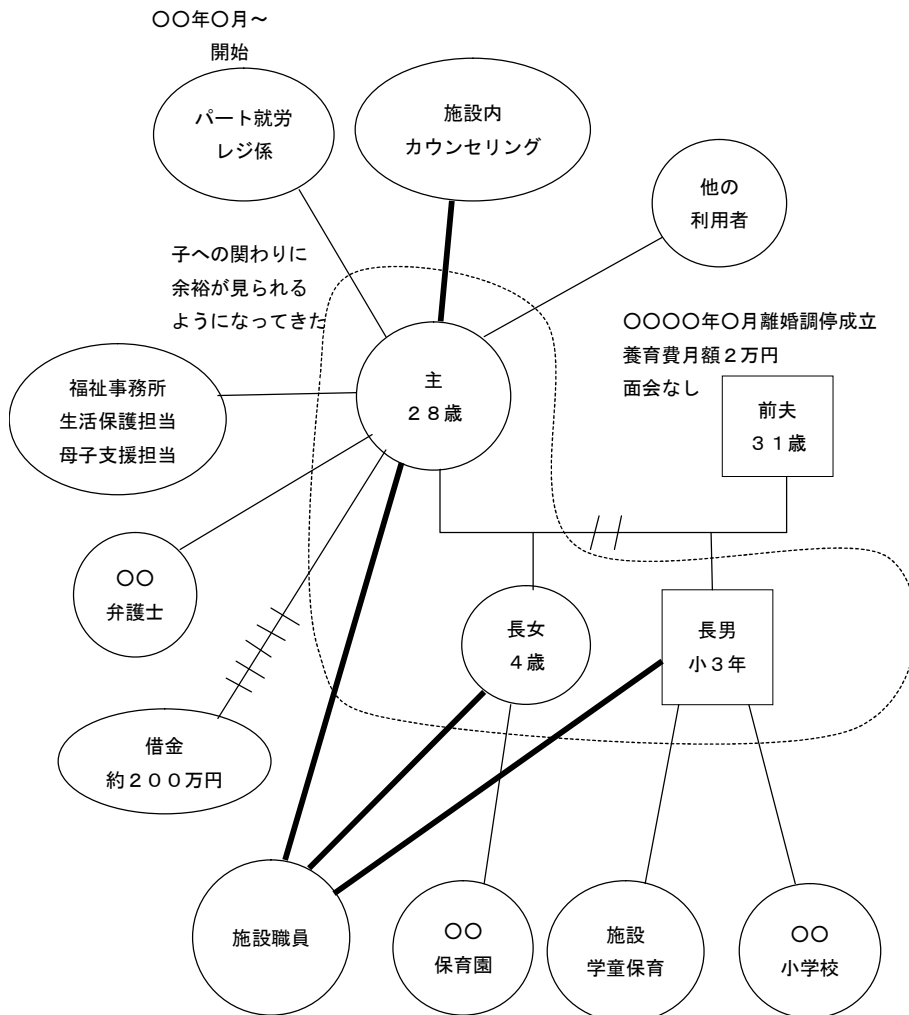 〇〇年〇月～
開始
パート就労
レジ係
施設内
カウンセリング
他の
利用者
子への関わりに
余裕が見られる
ようになってきた
〇〇〇〇年〇月離婚調停成立
養育費月額２万円
面会なし
前夫
３１歳
主
２８歳
福祉事務所
生活保護担当
母子支援担当
〇〇
弁護士
長女
４歳
長男
小３年
借金
約２００万円
施設職員
〇〇
保育園
施設
学童保育
〇〇
小学校